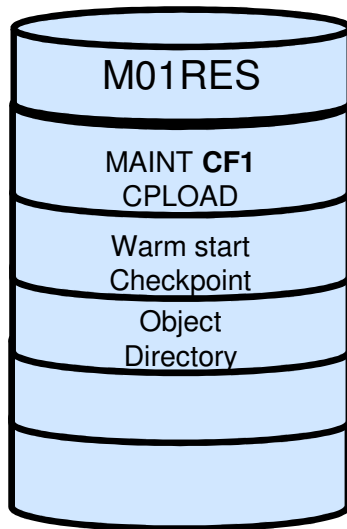 M01RES
MAINT CF1
CPLOAD
Warm start
Checkpoint
Object
Directory